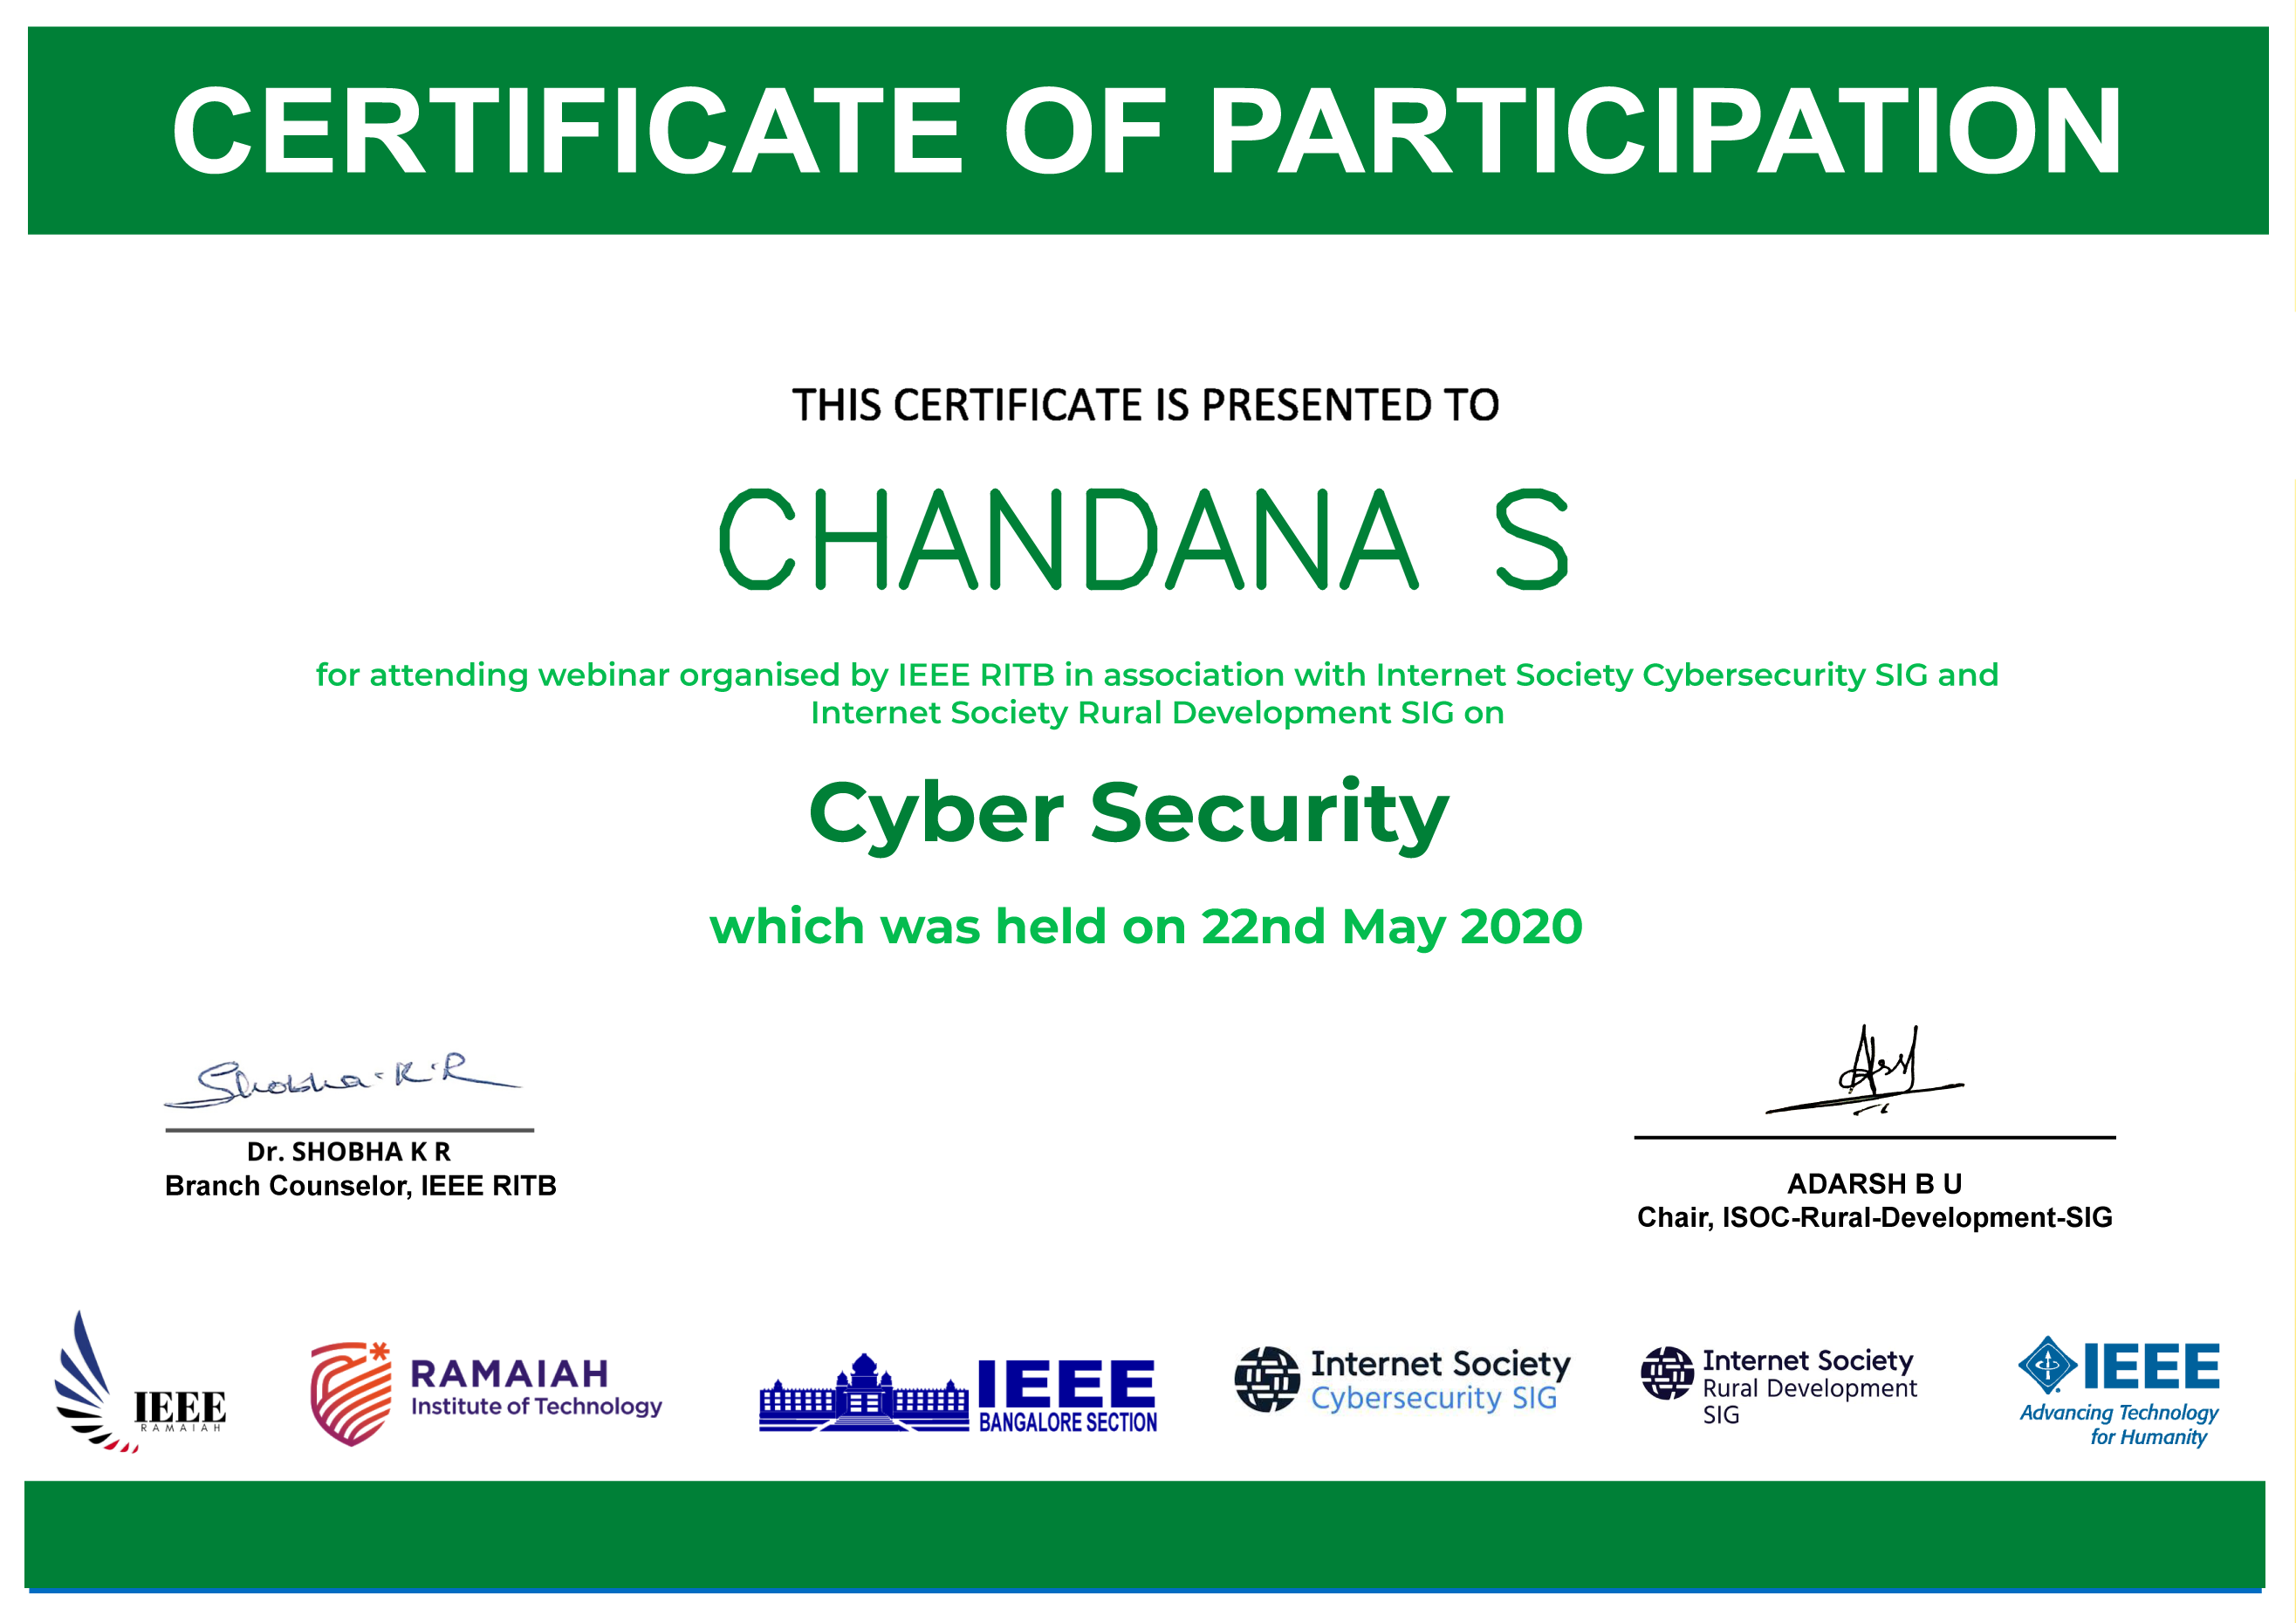 CERTIFICATE OF PARTICIPATION
THIS CERTIFICATE IS PRESENTED TO
CHANDANA S
for attending webinar organised by IEEE RITB in association with Internet Society Cybersecurity SIG and
Internet Society Rural Development SIG on
Cyber Security
which was held on 22nd May 2020
Shobha-K.R
Dr. SHOBHA K R
Branch Counselor, IEEE RITB
ADARSH B U
Chair, ISOC-Rural-Development-SIG
IEEE
RAMAIAH
RAMAIAH
Institute of Technology
IEEE
BANGALORE SECTION
Internet Society
Cybersecurity SIG
Internet Society
Rural Development
SIG
IEEE
Advancing Technology
for Humanity